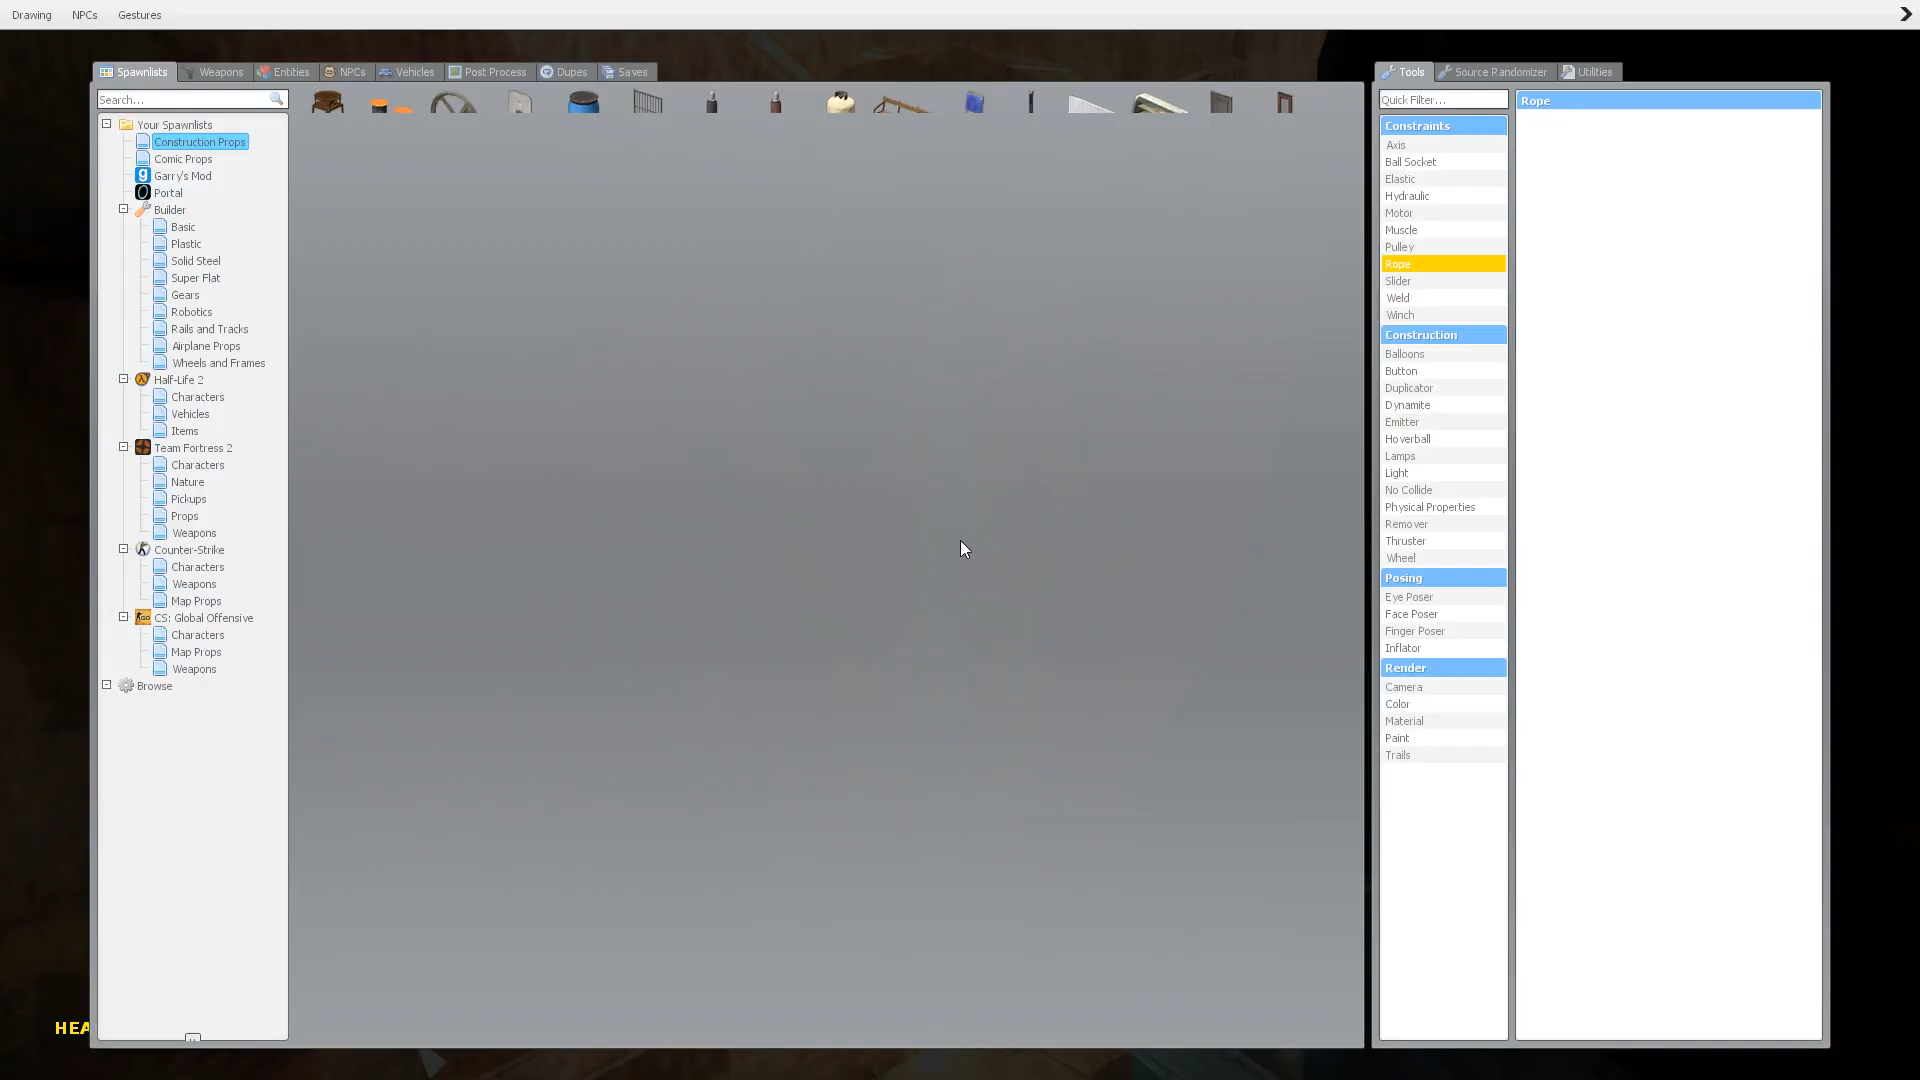 Drawing NPCs Gestures
Spawnlists Weapons Entities NPCs Vehicles Post Process Dupes Saves
Search...
Your Spawnlists
Construction Props
Comic Props
Garry's Mod
Portal
Builder
Basic
Plastic
Solid Steel
Super Flat
Gears
Robotics
Rails and Tracks
Airplane Props
Wheels and Frames
Half-Life 2
Characters
Vehicles
Items
Team Fortress 2
Characters
Nature
Pickups
Props
Weapons
Counter-Strike
Characters
Weapons
Map Props
CS: Global Offensive
Characters
Map Props
Weapons
Browse
HEA
Tools Source Randomizer Utilities
Quick Filter...
Constraints
Axis
Ball Socket
Elastic
Hydraulic
Motor
Muscle
Pulley
Rope
Slider
Weld
Winch
Construction
Balloons
Button
Duplicator
Dynamite
Emitter
Hoverball
Lamps
Light
No Collide
Physical Properties
Remover
Thruster
Wheel
Posing
Eye Poser
Face Poser
Finger Poser
Inflator
Render
Camera
Color
Material
Paint
Trails
Rope